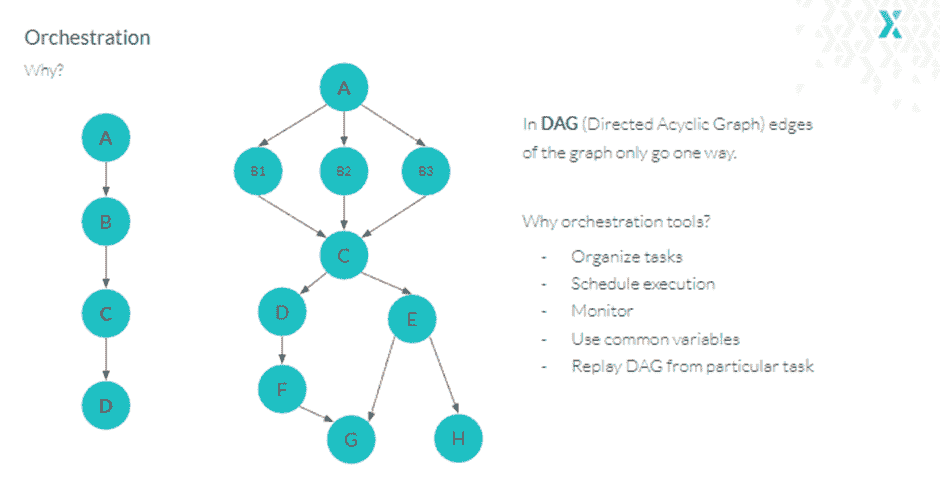 Orchestration
Why?
A
B
C
D
A
B1 B2 B3
C
D E
F
G H
In DAG (Directed Acyclic Graph) edges
of the graph only go one way.
Why orchestration tools?
- Organize tasks
- Schedule execution
- Monitor
- Use common variables
- Replay DAG from particular task